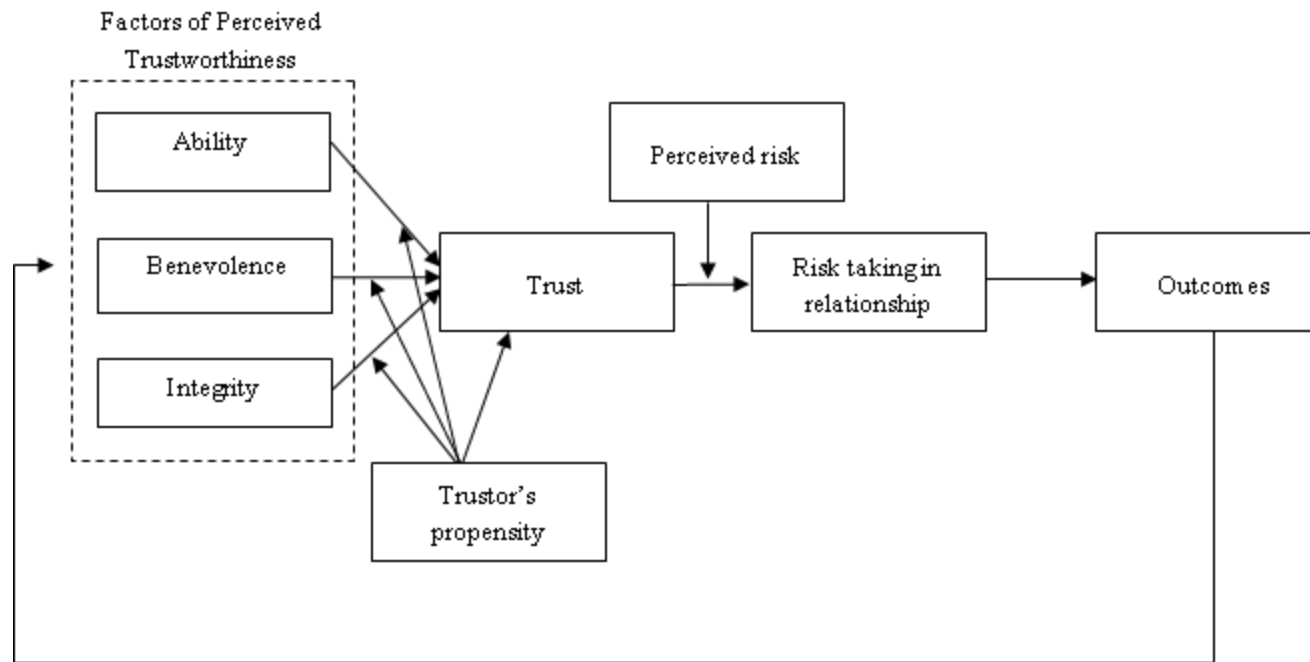 Factors of Perceived
Trustworthiness
Ability
Benevolence
Integrity
Perceived risk
Trust
Risk taking in
relationship
Outcomes
Trustor’s
propensity